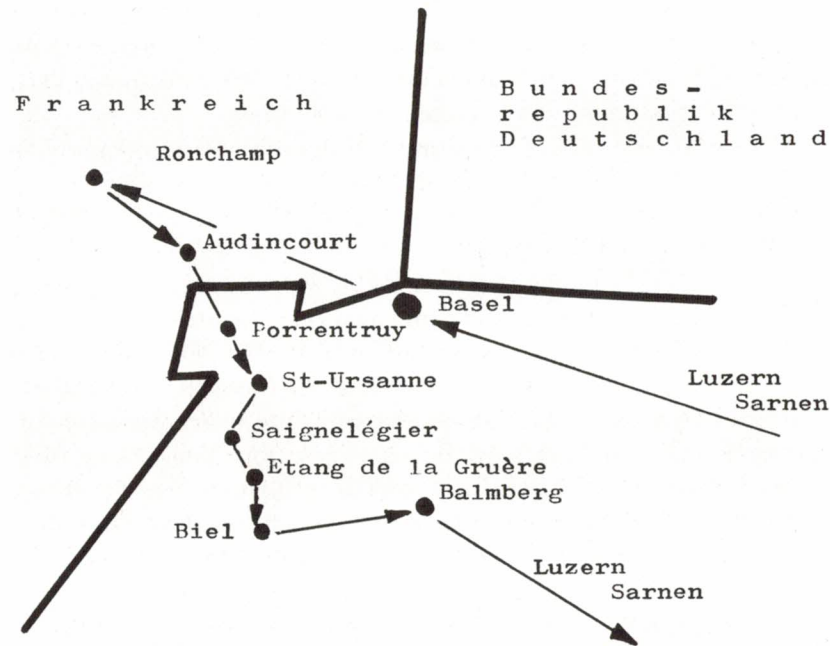 Frankreich
Bundes-
republik
Deutschland
Ronchamp
Audincourt
Basel
Porrentruy
St-Ursanne
Luzern
Sarnen
Saignelégier
Etang de la Gruère
Balmberg
Biel
Luzern
Sarnen